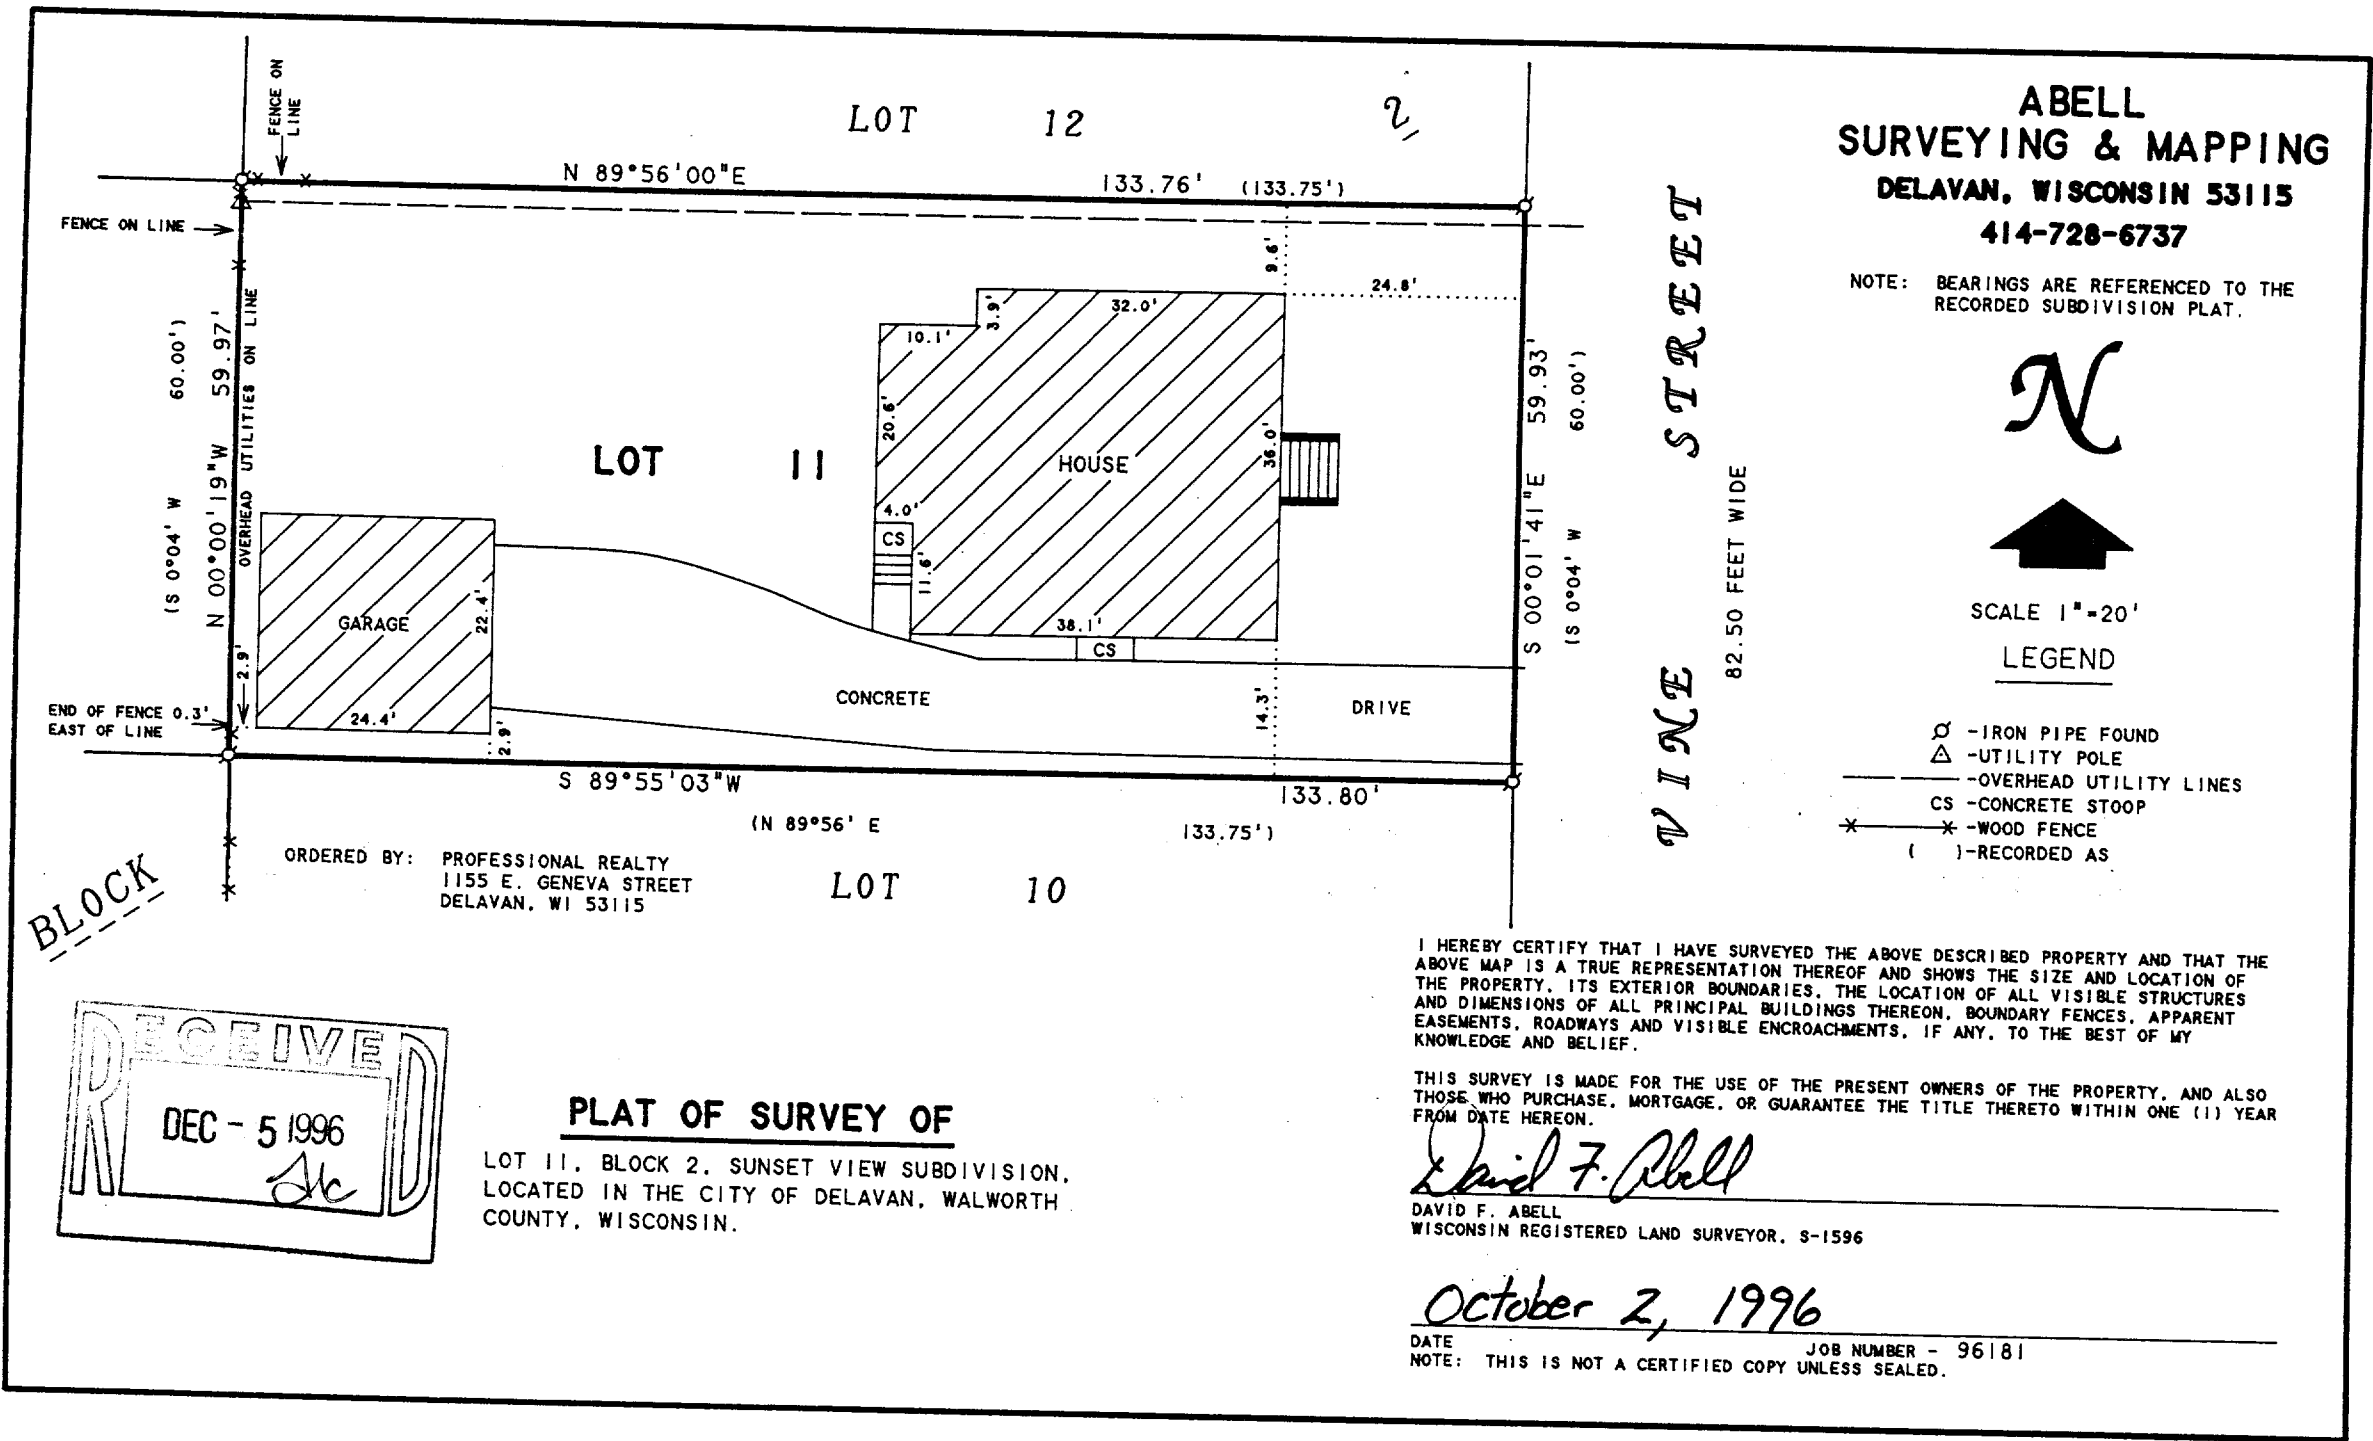 FENCE ON
LINE
LOT 12
2
N 89°56'00"E
133.76' (133.75')
FENCE ON LINE
OVERHEAD UTILITIES ON LINE
N 00°00'19"W 59.97'
(S 0°04' W 60.00')
9.6'
24.8'
32.0'
3.9'
10.1'
20.6'
36.0'
LOT 11
HOUSE
4.0'
CS
11.6'
38.1'
CS
GARAGE
22.4'
24.4'
2.9'
2.9'
END OF FENCE 0.3'
EAST OF LINE
CONCRETE
DRIVE
14.3'
S 00°01'41"E 59.93'
(S 0°04' W 60.00')
S 89°55'03"W
133.80'
(N 89°56' E
133.75')
VINE STREET
82.50 FEET WIDE
ORDERED BY: PROFESSIONAL REALTY
1155 E. GENEVA STREET
DELAVAN, WI 53115
LOT 10
BLOCK
ABELL
SURVEYING & MAPPING
DELAVAN, WISCONSIN 53115
414-728-6737
NOTE: BEARINGS ARE REFERENCED TO THE
RECORDED SUBDIVISION PLAT.
N
SCALE 1"=20'
LEGEND
-IRON PIPE FOUND
-UTILITY POLE
-OVERHEAD UTILITY LINES
CS -CONCRETE STOOP
-WOOD FENCE
( )-RECORDED AS
I HEREBY CERTIFY THAT I HAVE SURVEYED THE ABOVE DESCRIBED PROPERTY AND THAT THE
ABOVE MAP IS A TRUE REPRESENTATION THEREOF AND SHOWS THE SIZE AND LOCATION OF
THE PROPERTY, ITS EXTERIOR BOUNDARIES, THE LOCATION OF ALL VISIBLE STRUCTURES
AND DIMENSIONS OF ALL PRINCIPAL BUILDINGS THEREON, BOUNDARY FENCES, APPARENT
EASEMENTS, ROADWAYS AND VISIBLE ENCROACHMENTS, IF ANY, TO THE BEST OF MY
KNOWLEDGE AND BELIEF.
THIS SURVEY IS MADE FOR THE USE OF THE PRESENT OWNERS OF THE PROPERTY, AND ALSO
THOSE WHO PURCHASE, MORTGAGE, OR GUARANTEE THE TITLE THERETO WITHIN ONE (1) YEAR
FROM DATE HEREON.
David F. Abell
DAVID F. ABELL
WISCONSIN REGISTERED LAND SURVEYOR, S-1596
October 2, 1996
DATE JOB NUMBER - 96181
NOTE: THIS IS NOT A CERTIFIED COPY UNLESS SEALED.
RECEIVED
DEC - 5 1996
PLAT OF SURVEY OF
LOT 11, BLOCK 2, SUNSET VIEW SUBDIVISION,
LOCATED IN THE CITY OF DELAVAN, WALWORTH
COUNTY, WISCONSIN.